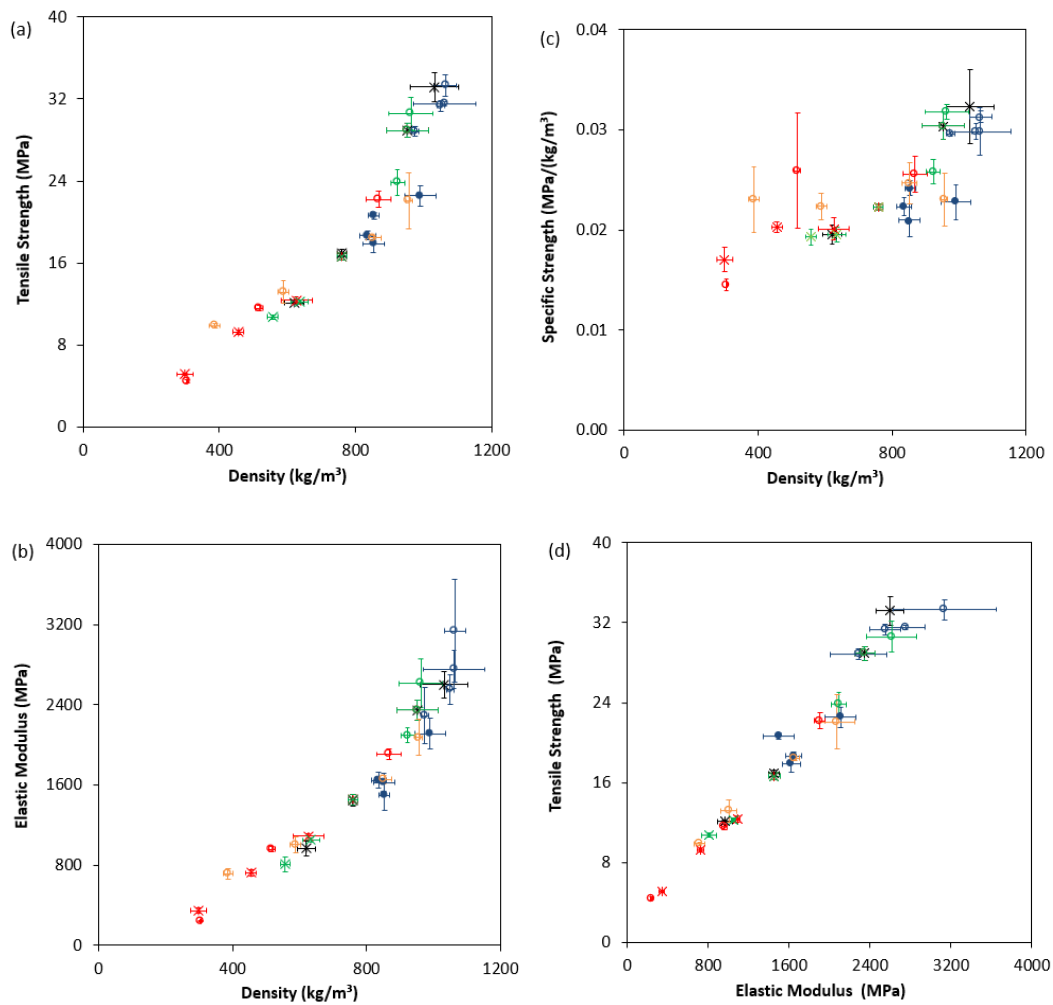 (a)
40
32
24
16
8
0
Tensile Strength (MPa)
0 400 800 1200
Density (kg/m³)
(c)
0.04
0.03
0.02
0.01
0.00
Specific Strength (MPa/(kg/m³)
0 400 800 1200
Density (kg/m³)
(b)
4000
3200
2400
1600
800
0
Elastic Modulus (MPa)
0 400 800 1200
Density (kg/m³)
(d)
40
32
24
16
8
0
Tensile Strength (MPa)
0 800 1600 2400 3200 4000
Elastic Modulus (MPa)